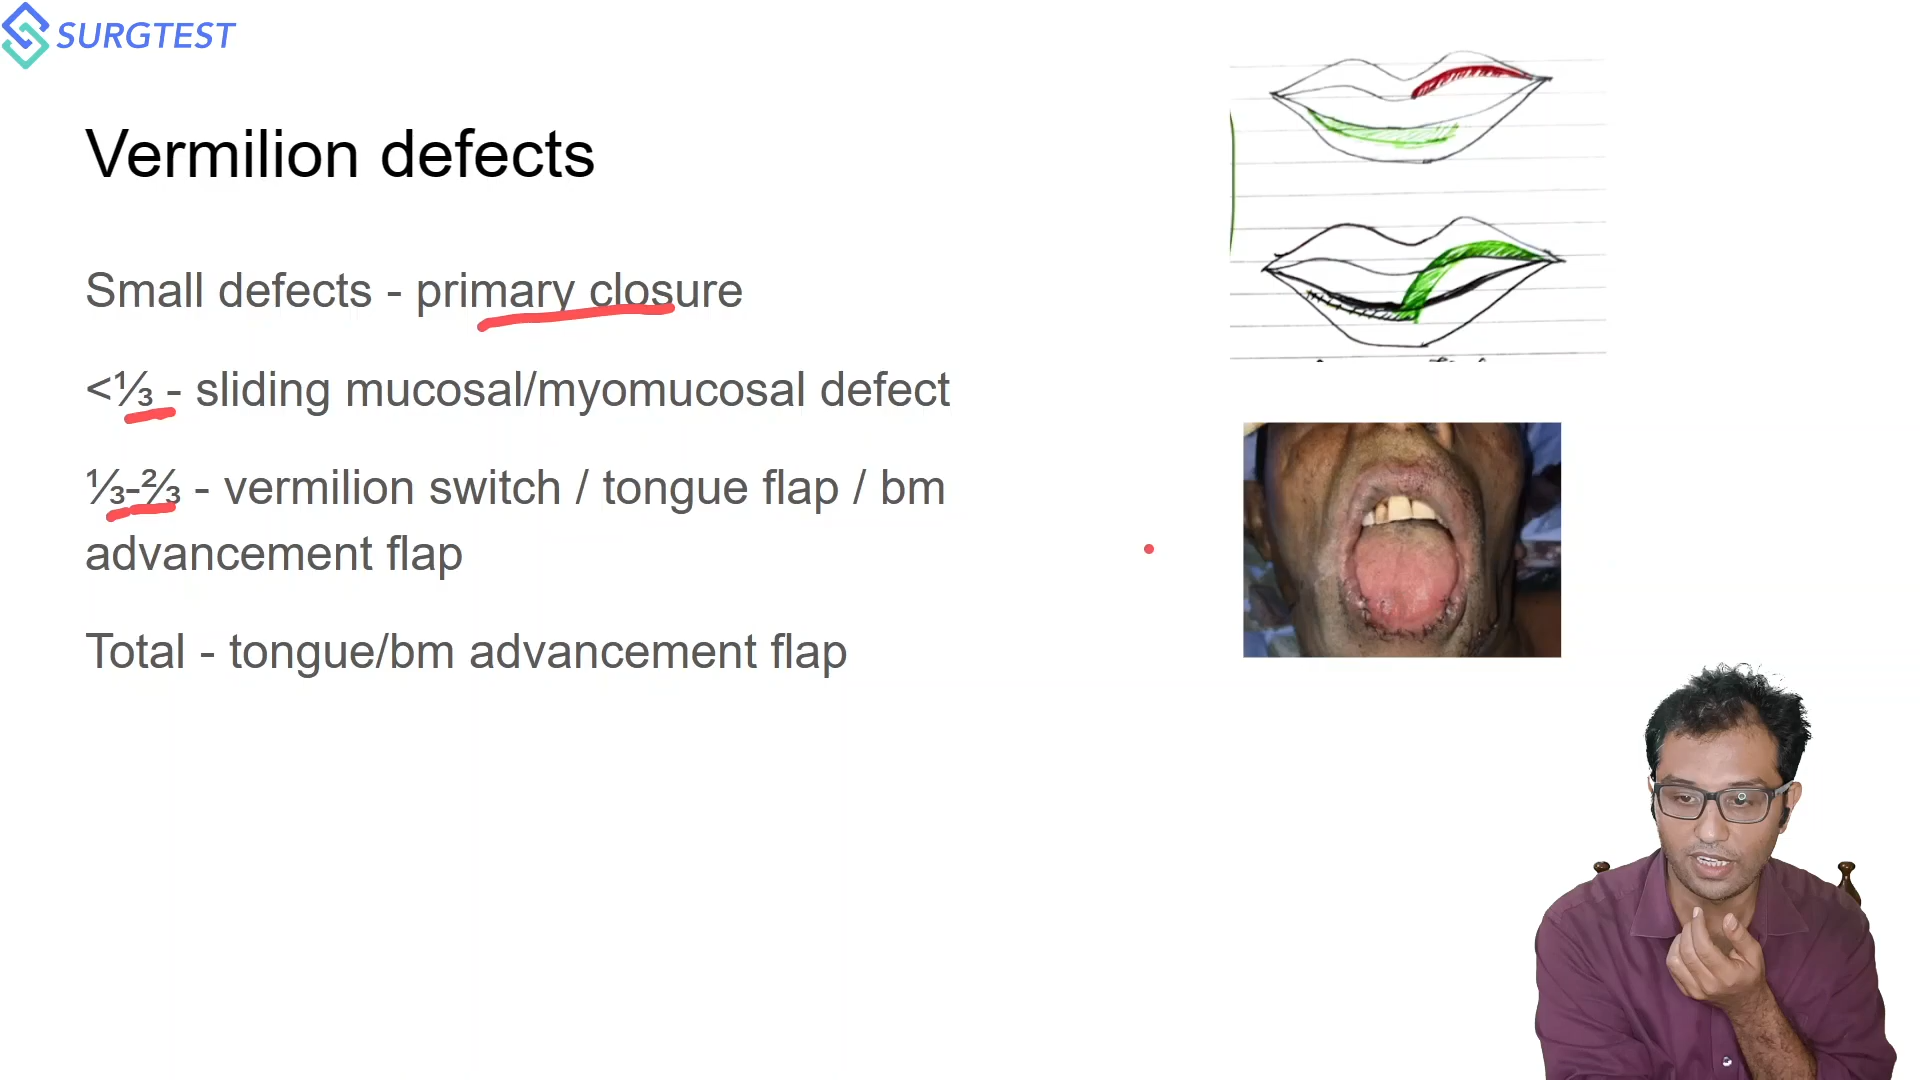 SURGTEST
Vermilion defects
Small defects - primary closure
<⅓ - sliding mucosal/myomucosal defect
⅓-⅔ - vermilion switch / tongue flap / bm
advancement flap
Total - tongue/bm advancement flap